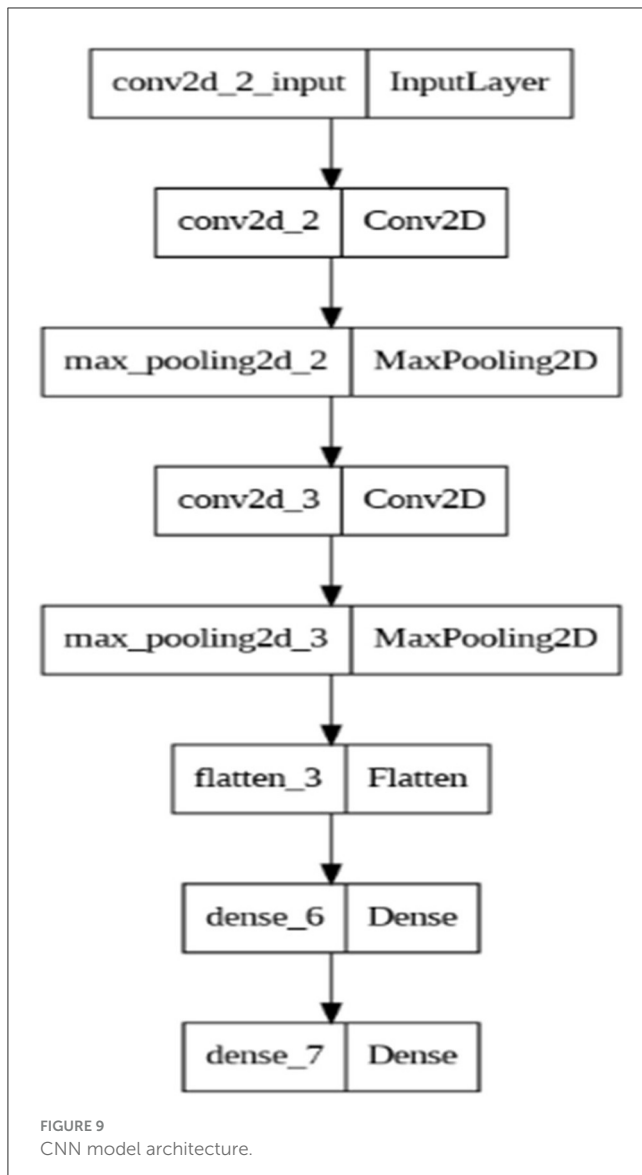 conv2d_2_input InputLayer
conv2d_2 Conv2D
max_pooling2d_2 MaxPooling2D
conv2d_3 Conv2D
max_pooling2d_3 MaxPooling2D
flatten_3 Flatten
dense_6 Dense
dense_7 Dense
FIGURE 9
CNN model architecture.